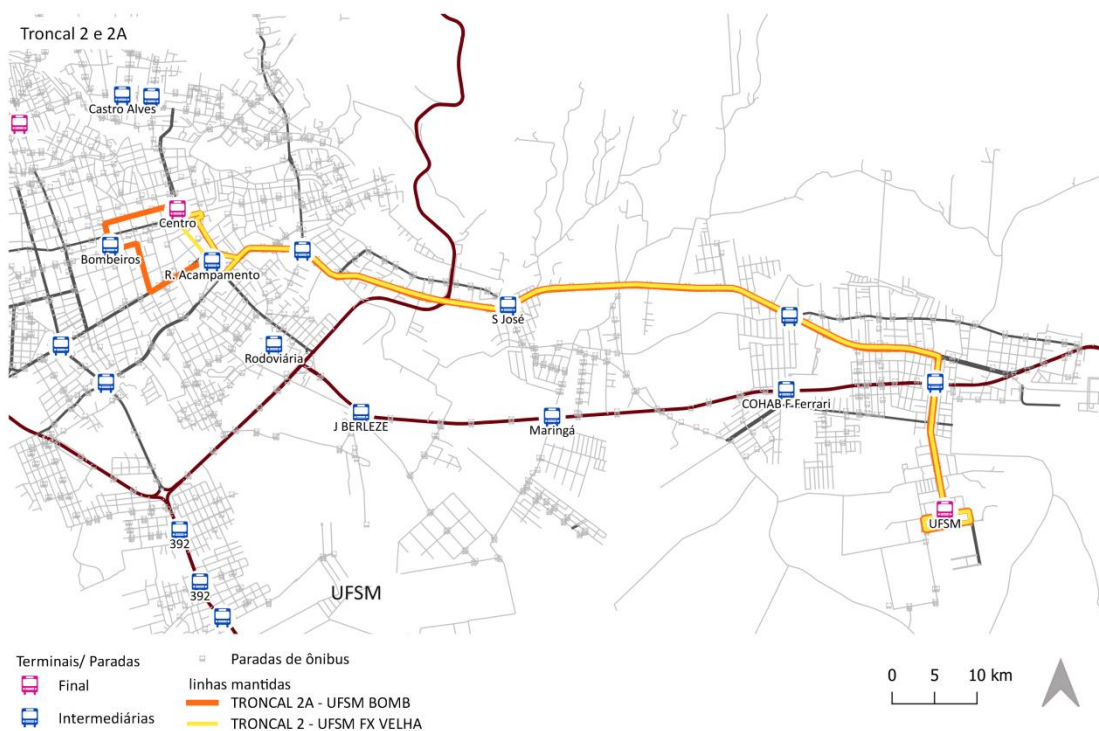 Troncal 2 e 2A
Castro Alves
Centro
Bombeiros
R. Acampamento
S José
Rodoviária
COHAB F Ferrari
J BERLEZE
Maringá
UFSM
392
392
UFSM
Terminais/ Paradas
Final
Intermediárias
Paradas de ônibus
linhas mantidas
TRONCAL 2A - UFSM BOMB
TRONCAL 2 - UFSM FX VELHA
0 5 10 km